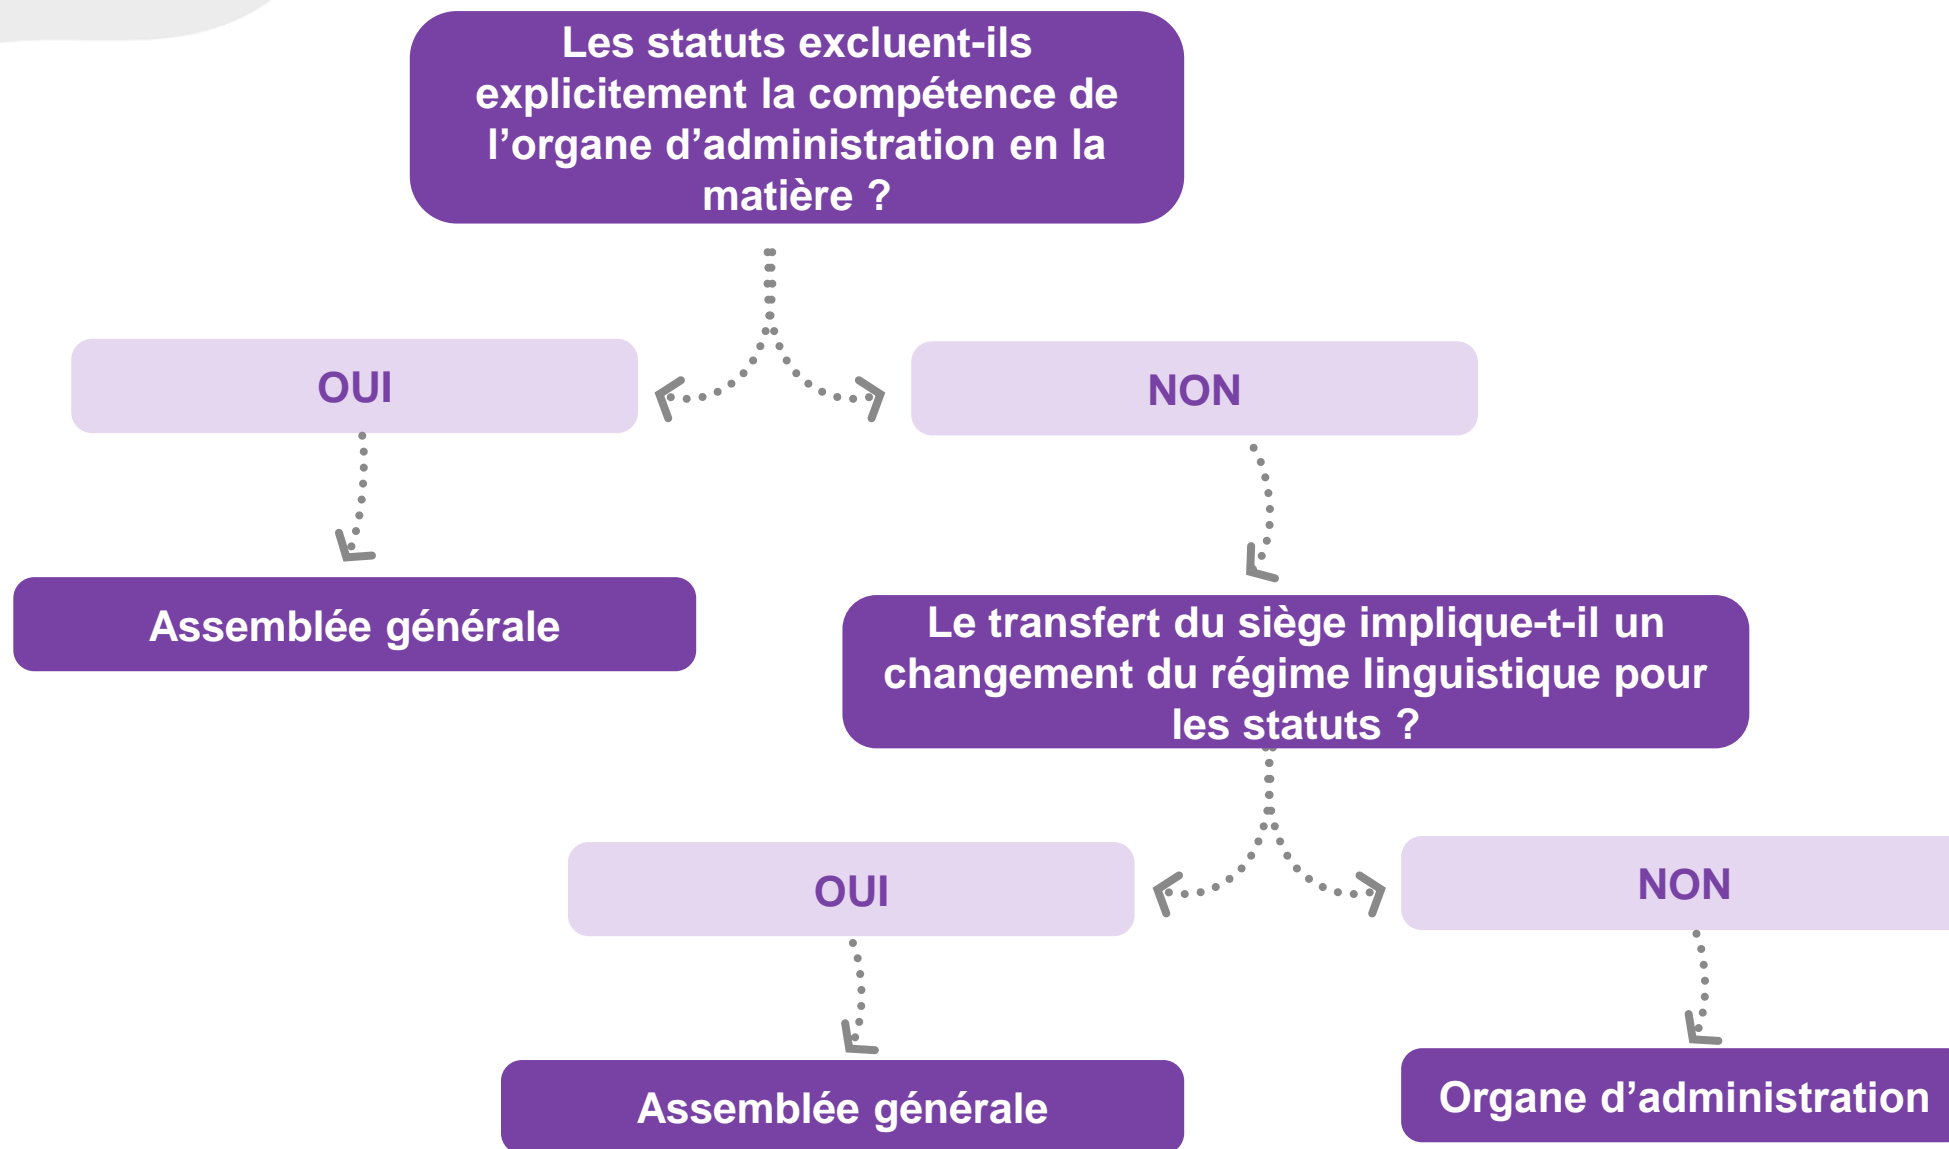 Les statuts excluent-ils
explicitement la compétence de
l’organe d’administration en la
matière ?
OUI
NON
Assemblée générale
Le transfert du siège implique-t-il un
changement du régime linguistique pour
les statuts ?
OUI
NON
Assemblée générale
Organe d’administration